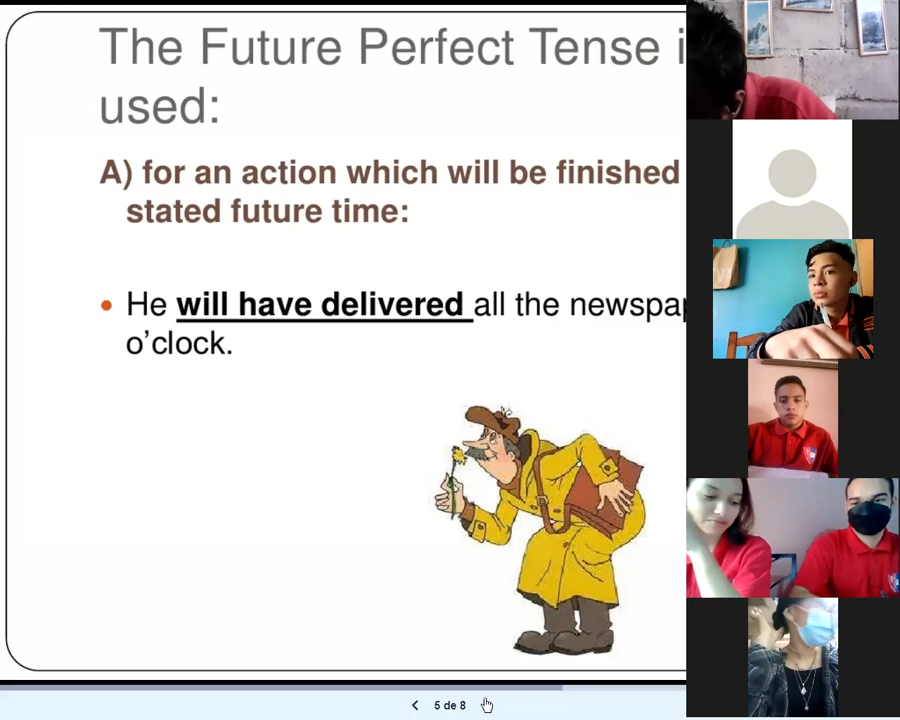 The Future Perfect Tense i
used:
A) for an action which will be finished
stated future time:
• He will have delivered all the newspap
o'clock.
5 de 8